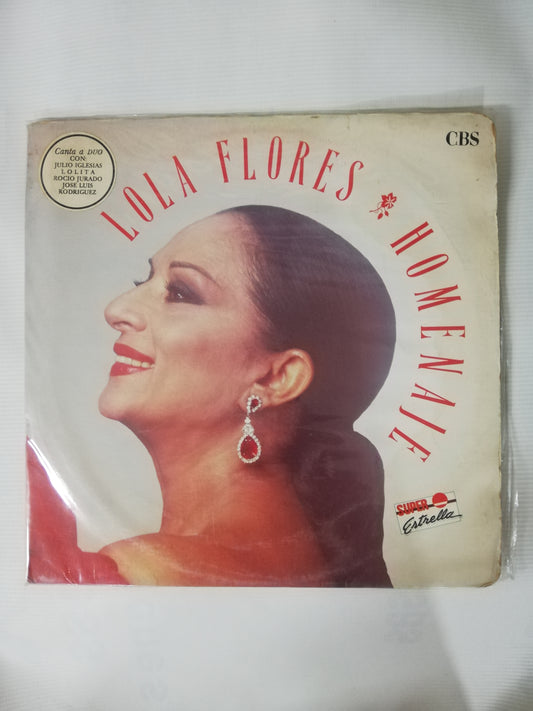 Canta a DUO
CON:
JULIO IGLESIAS
LOLITA
ROCIO JURADO
JOSE LUIS
RODRIGUEZ
CBS
LOLA FLORES HOMENAJE
SUPER
Estrella